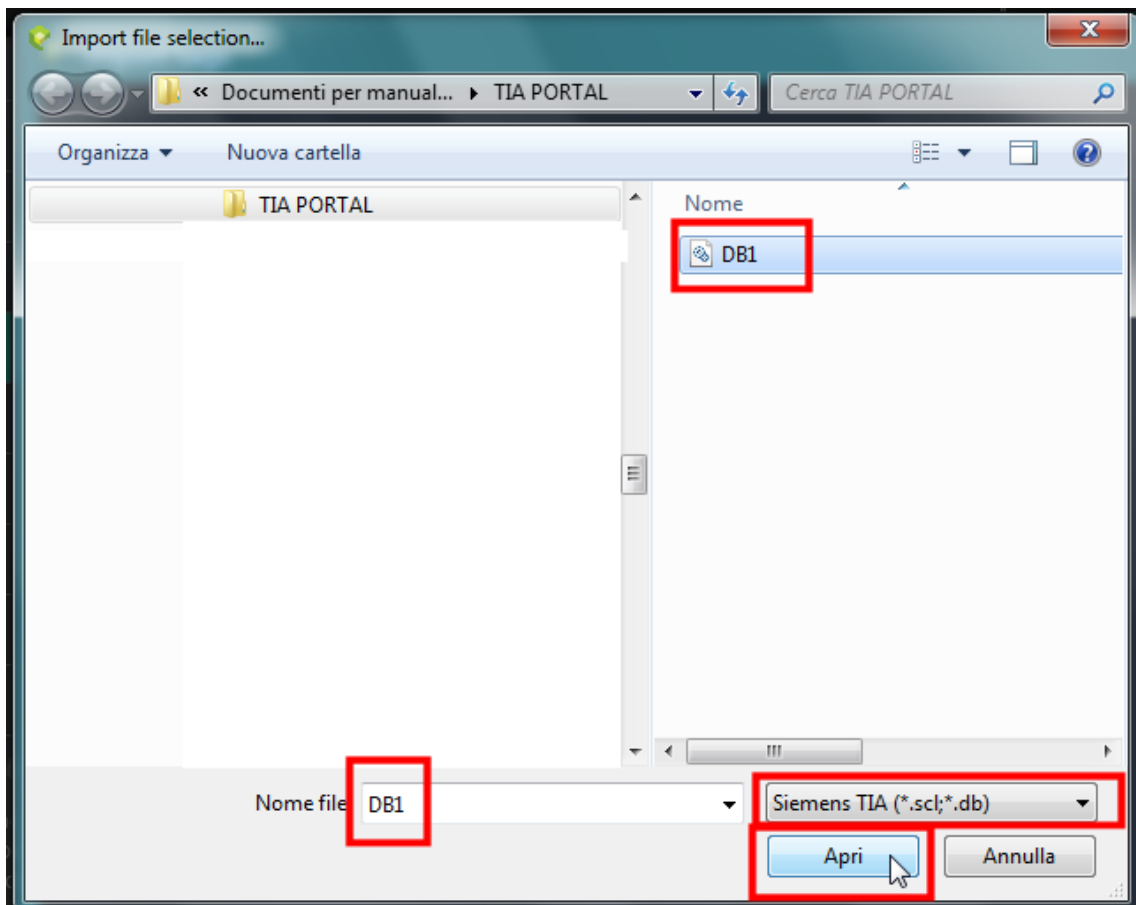 Import file selection...
« Documenti per manual... ▸ TIA PORTAL
Cerca TIA PORTAL
Organizza
Nuova cartella
TIA PORTAL
Nome
DB1
Nome file
DB1
Siemens TIA (*.scl;*.db)
Apri
Annulla